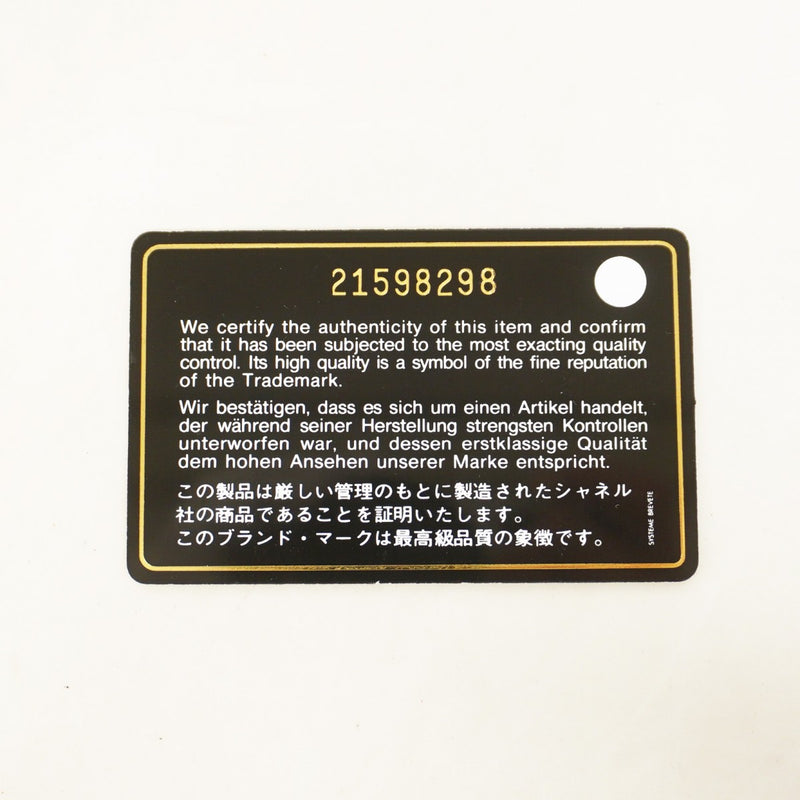 21598298
We certify the authenticity of this item and confirm
that it has been subjected to the most exacting quality
control. Its high quality is a symbol of the fine reputation
of the Trademark.
Wir bestätigen, dass es sich um einen Artikel handelt,
der während seiner Herstellung strengsten Kontrollen
unterworfen war, und dessen erstklassige Qualität
dem hohen Ansehen unserer Marke entspricht.
この製品は厳しい管理のもとに製造されたシャネル
社の商品であることを証明いたします。
このブランド・マークは最高級品質の象徴です。
SYSTEME BREVETE